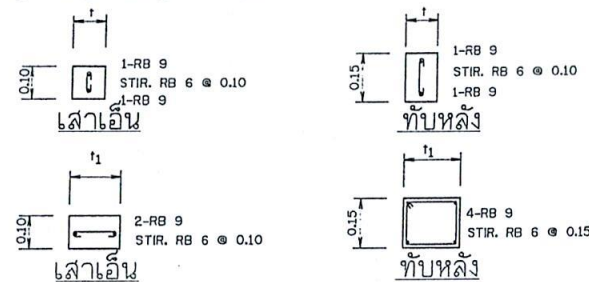 t
0.10
1-RB 9
STIR. RB 6 @ 0.10
1-RB 9
เสาเอ็น
t
0.15
1-RB 9
STIR. RB 6 @ 0.10
1-RB 9
ทับหลัง
t1
0.10
2-RB 9
STIR. RB 6 @ 0.10
เสาเอ็น
t1
0.15
4-RB 9
STIR. RB 6 @ 0.15
ทับหลัง